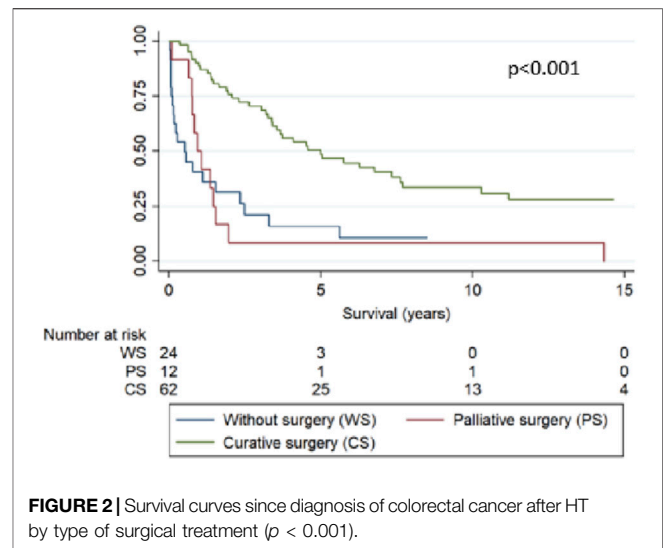 1.00
p<0.001
0.75
0.50
0.25
0.00
0 5 10 15
Survival (years)
Number at risk
WS 24 3 0 0
PS 12 1 1 0
CS 62 25 13 4
Without surgery (WS) Palliative surgery (PS)
Curative surgery (CS)
FIGURE 2 | Survival curves since diagnosis of colorectal cancer after HT
by type of surgical treatment (p < 0.001).